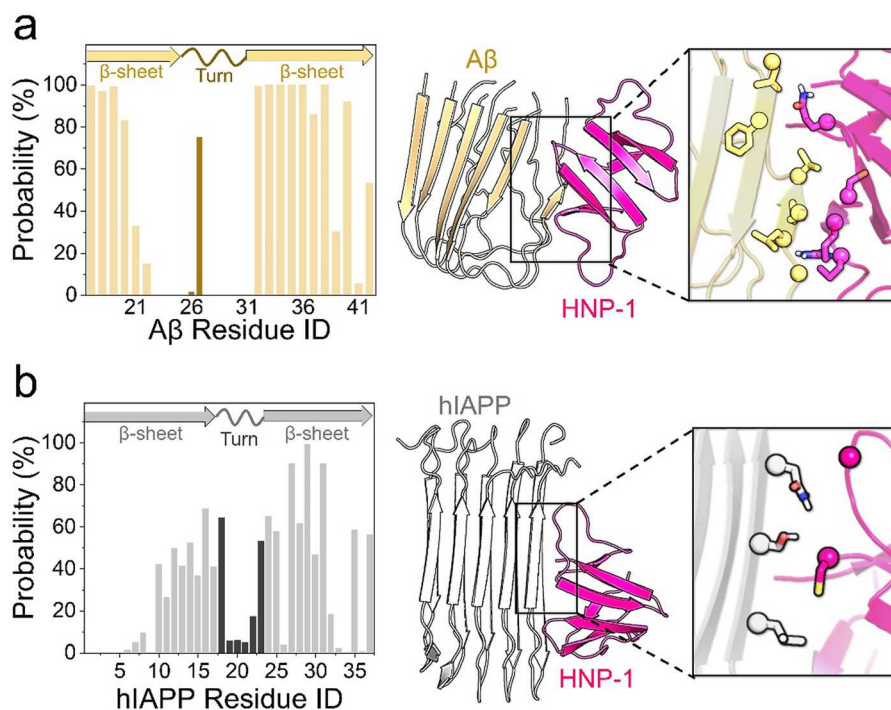 a
β-sheet
Turn
β-sheet
Probability (%)
100
80
60
40
20
0
21
26
31
36
41
Aβ Residue ID
Aβ
HNP-1
b
β-sheet
Turn
β-sheet
Probability (%)
100
80
60
40
20
0
5
10
15
20
25
30
35
hIAPP Residue ID
hIAPP
HNP-1